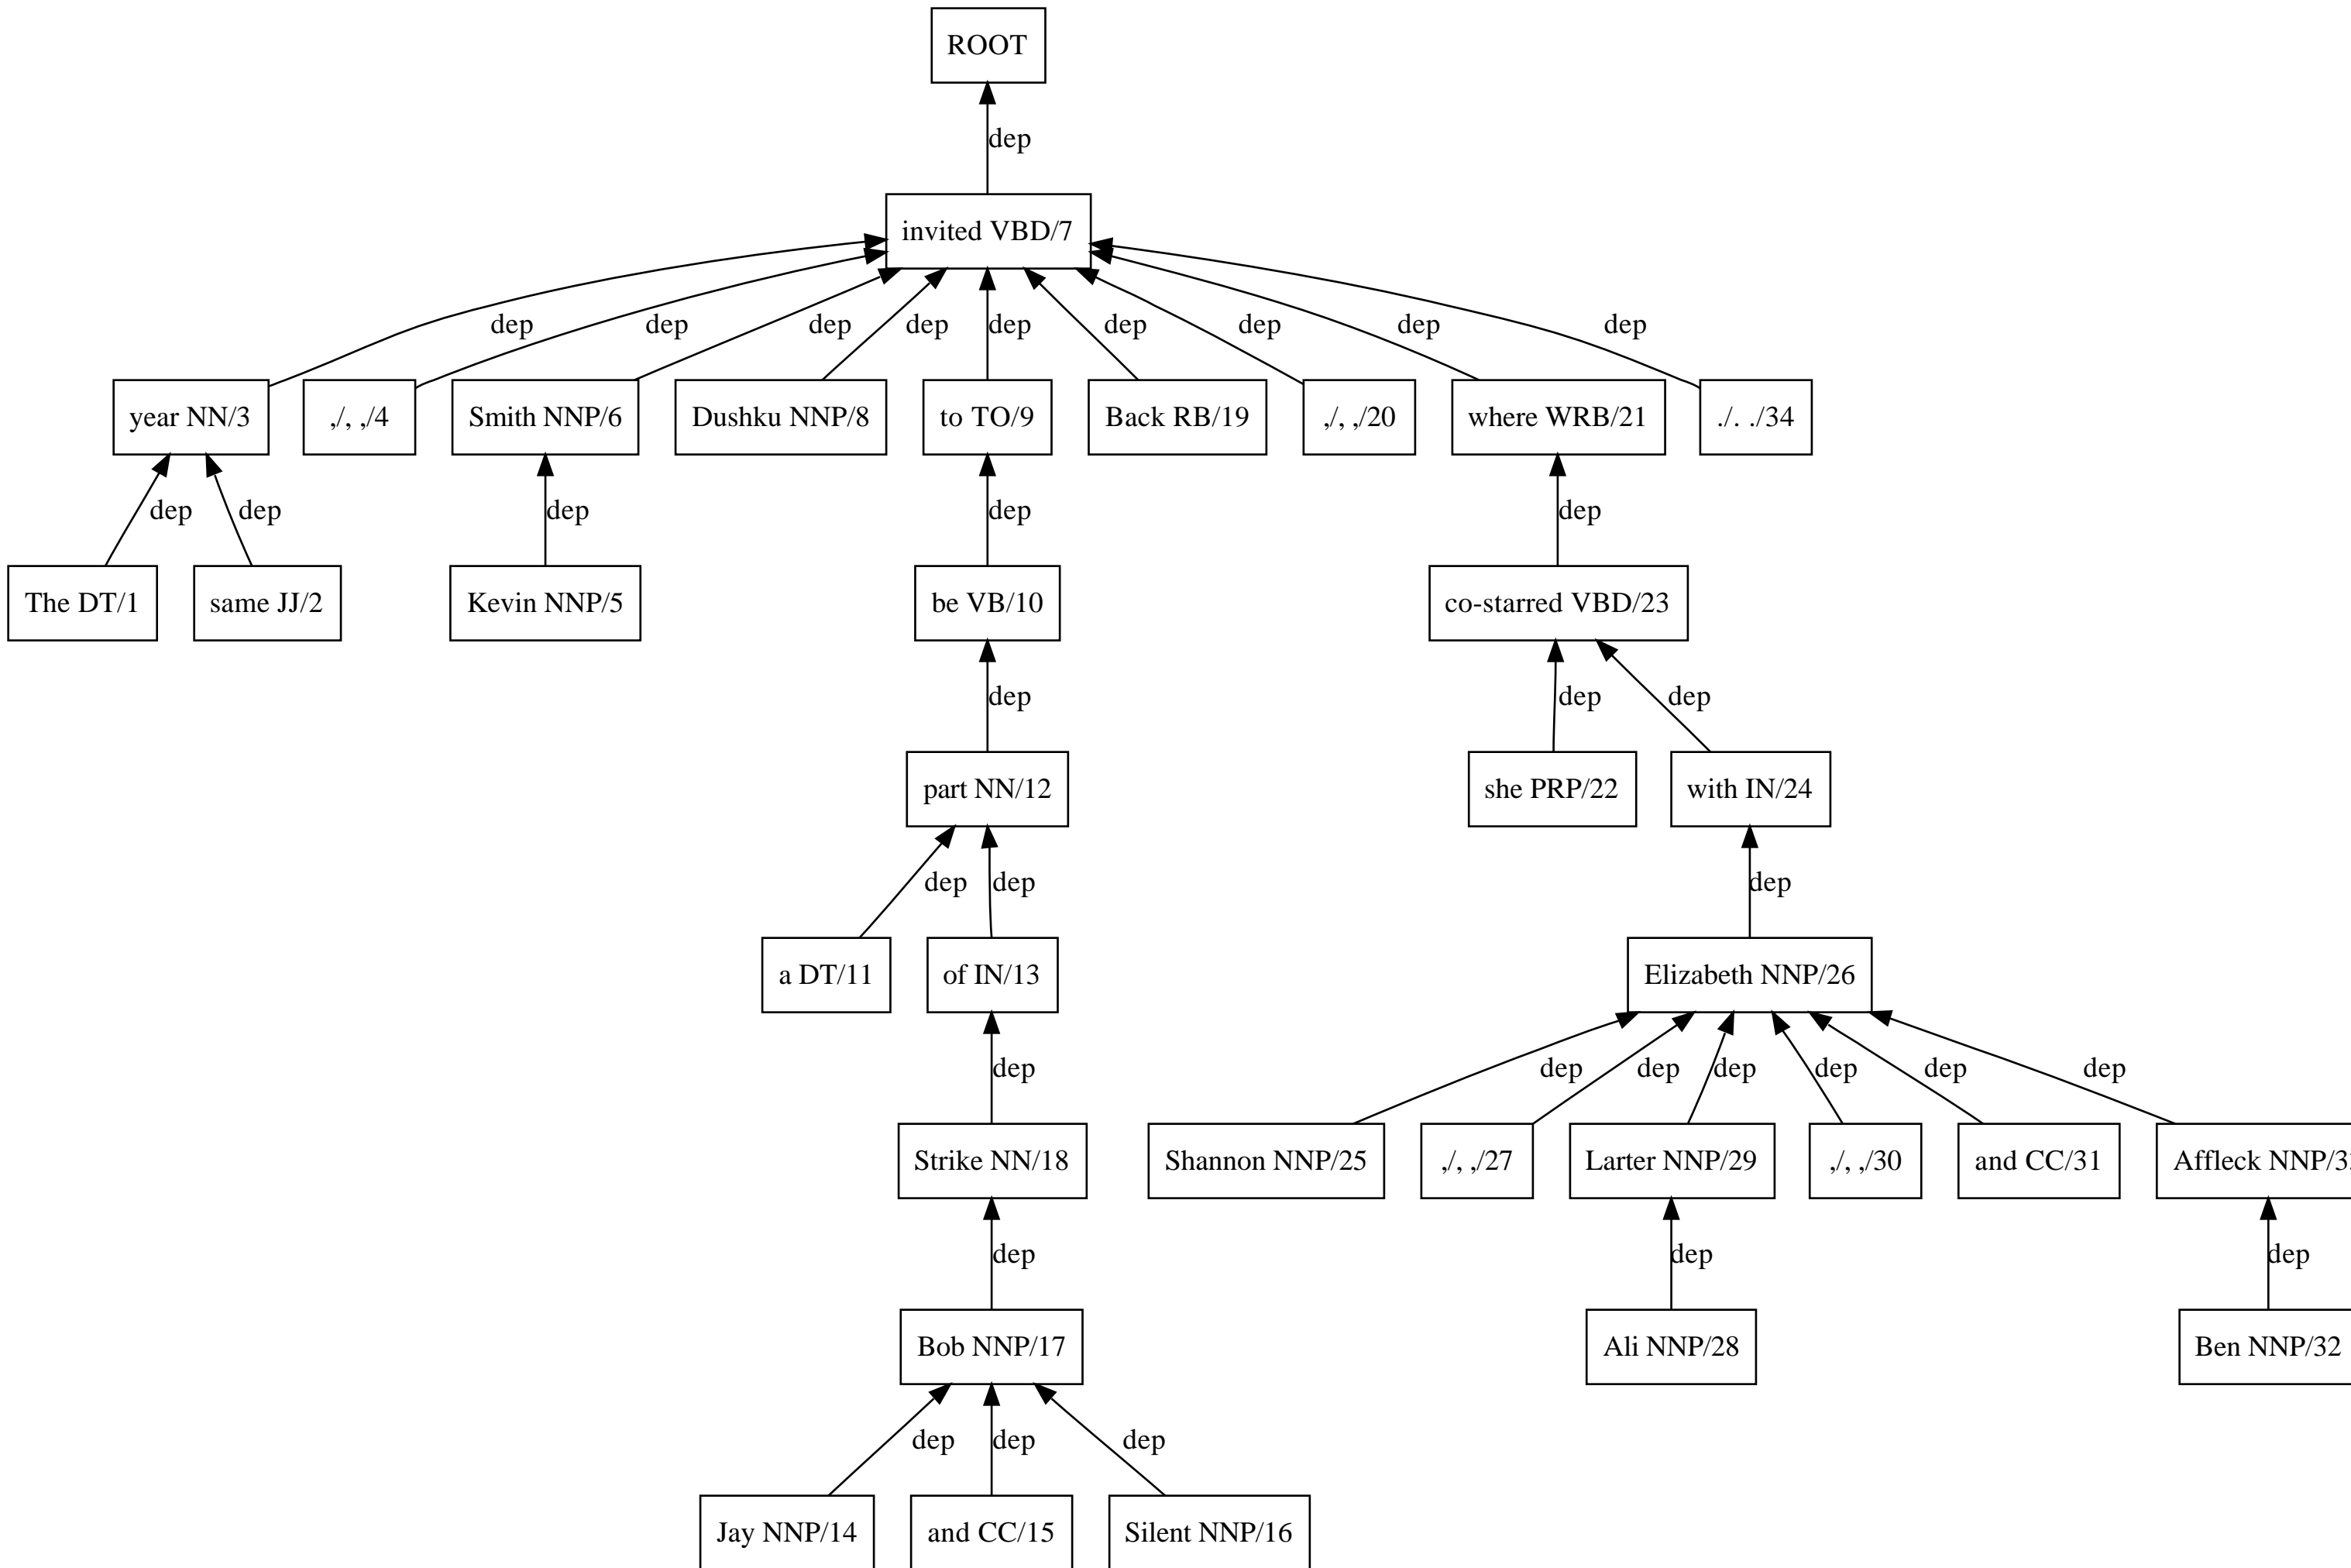 ROOT
dep
invited VBD/7
dep dep dep dep dep dep dep dep dep
year NN/3 ,/, ,/4 Smith NNP/6 Dushku NNP/8 to TO/9 Back RB/19 ,/, ,/20 where WRB/21 ./. ./34
dep dep dep dep dep
The DT/1 same JJ/2 Kevin NNP/5 be VB/10 co-starred VBD/23
dep dep dep
part NN/12 she PRP/22 with IN/24
dep dep dep
a DT/11 of IN/13 Elizabeth NNP/26
dep dep dep dep dep dep dep
Strike NN/18 Shannon NNP/25 ,/, ,/27 Larter NNP/29 ,/, ,/30 and CC/31 Affleck
dep dep dep
Bob NNP/17 Ali NNP/28 Ben NNP/32
dep dep dep
Jay NNP/14 and CC/15 Silent NNP/16